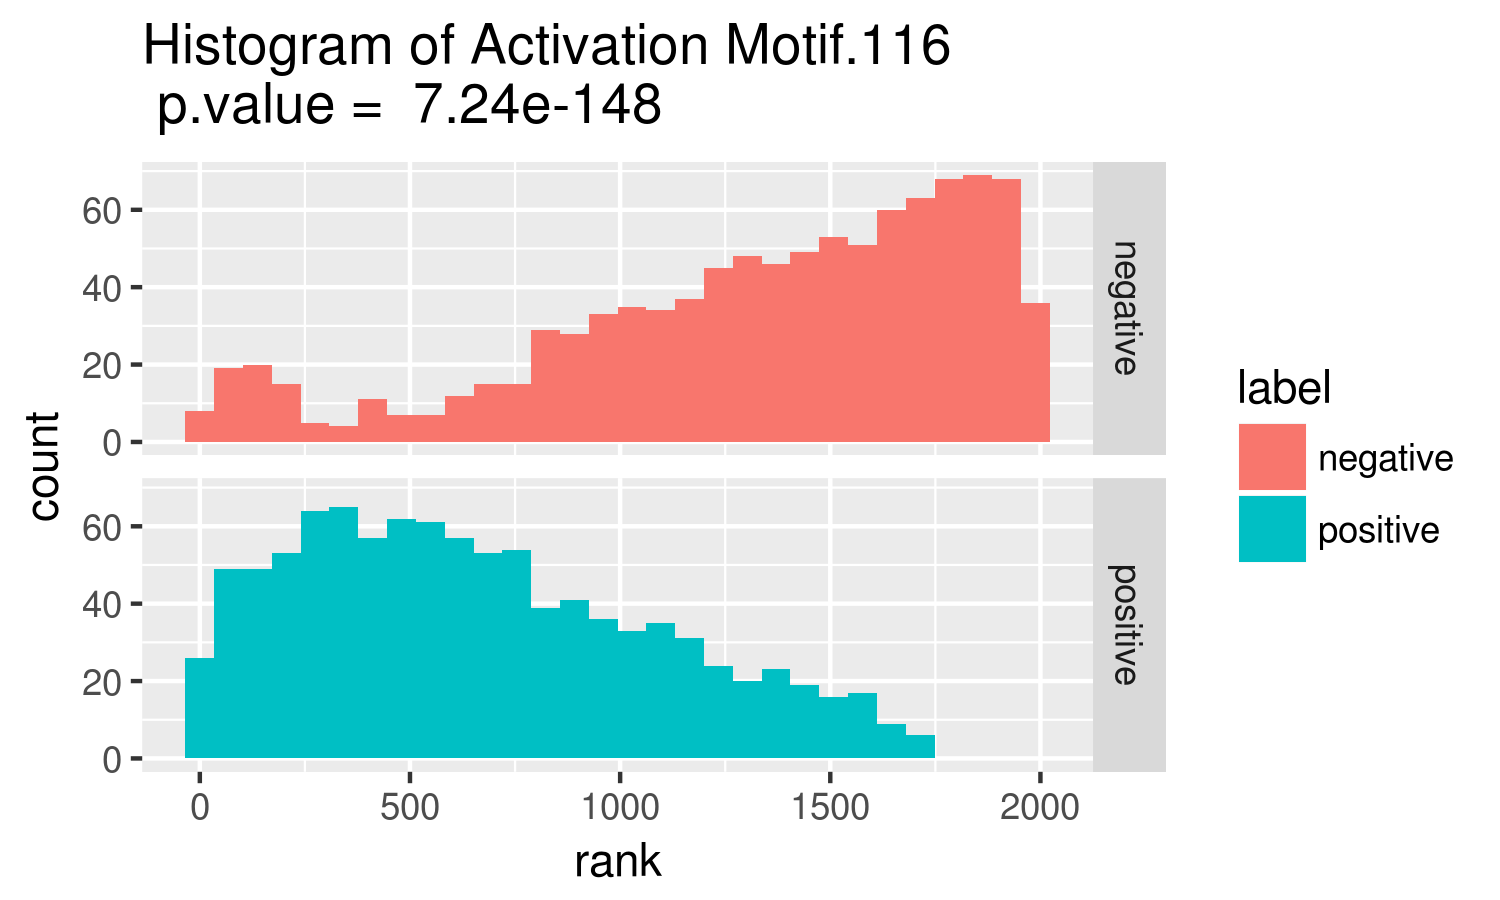 Histogram of Activation Motif.116
p.value = 7.24e-148
count
60
40
20
0
negative
60
40
20
0
positive
0 500 1000 1500 2000
rank
label
negative
positive